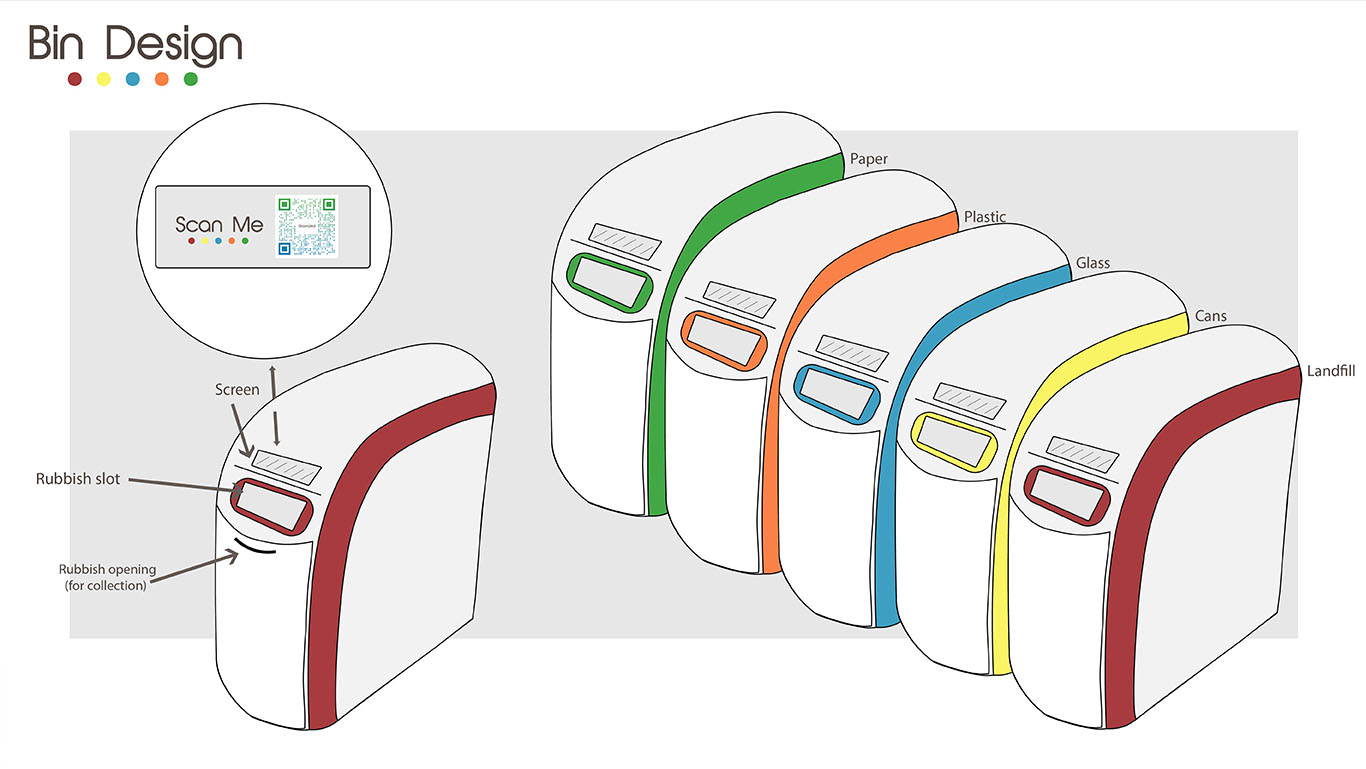 Bin Design
Scan Me
Screen
Rubbish slot
Rubbish opening
(for collection)
Paper
Plastic
Glass
Cans
Landfill